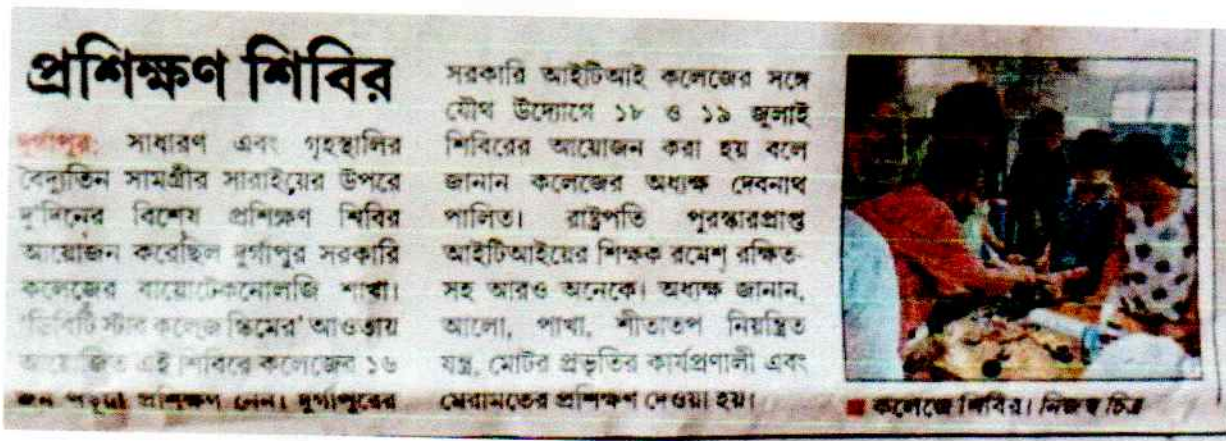 প্রশিক্ষণ শিবির
দুর্গাপুর: সাধারণ এবং গৃহস্থালির
বৈদ্যুতিন সামগ্রীর সারাইয়ের উপরে
দু'দিনের বিশেষ প্রশিক্ষণ শিবির
আয়োজন করেছিল দুর্গাপুর সরকারি
কলেজের বায়োটেকনোলজি শাখা।
'ডিবিটি স্টার কলেজ স্কিমের' আওতায়
আয়োজিত এই শিবিরে কলেজের ১৬
জন পড়ুয়া প্রশিক্ষণ নেন। দুর্গাপুরের
সরকারি আইটিআই কলেজের সঙ্গে
যৌথ উদ্যোগে ১৮ ও ১৯ জুলাই
শিবিরের আয়োজন করা হয় বলে
জানান কলেজের অধ্যক্ষ দেবনাথ
পালিত। রাষ্ট্রপতি পুরস্কারপ্রাপ্ত
আইটিআইয়ের শিক্ষক রমেশ রক্ষিত-
সহ আরও অনেকে। অধ্যক্ষ জানান,
আলো, পাখা, শীতাতপ নিয়ন্ত্রিত
যন্ত্র, মোটর প্রভৃতির কার্যপ্রণালী এবং
মেরামতের প্রশিক্ষণ দেওয়া হয়।
কলেজে শিবির। নিজস্ব চিত্র